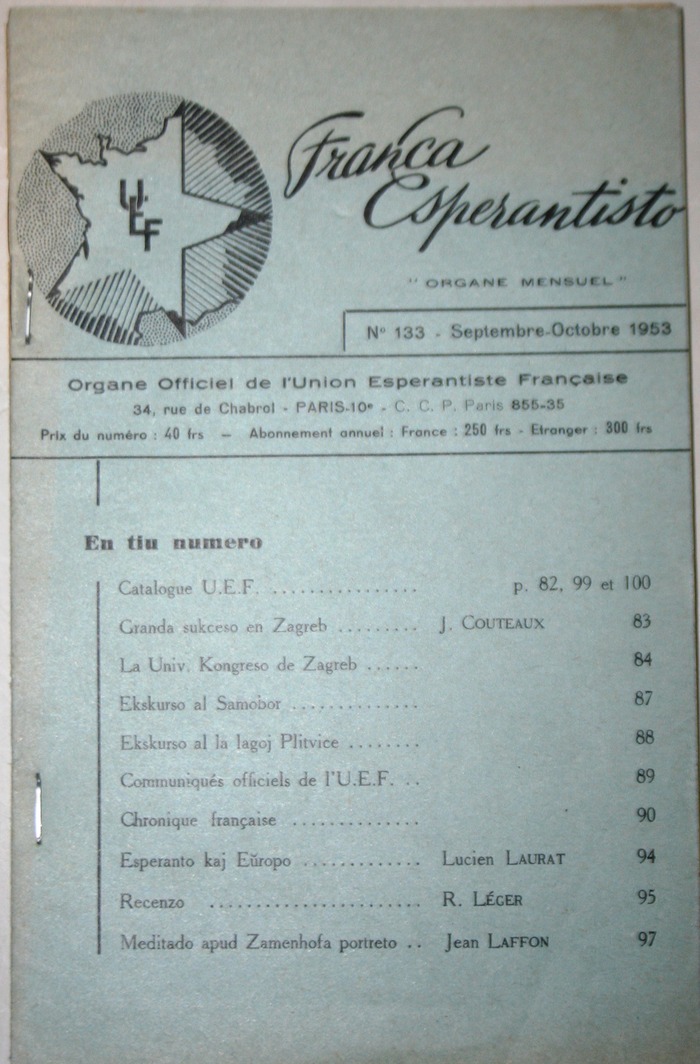 UEF
Franca
Esperantisto
"ORGANE MENSUEL"
Nº 133 - Septembre-Octobre 1953
Organe Officiel de l'Union Esperantiste Française
34, rue de Chabrol - PARIS-10e - C. C. P. Paris 855-35
Prix du numéro : 40 frs — Abonnement annuel : France : 250 frs - Etranger : 300 frs
En tiu numero
Catalogue U.E.F. ................ p. 82, 99 et 100
Granda sukceso en Zagreb ......... J. COUTEAUX 83
La Univ. Kongreso de Zagreb ...... 84
Ekskurso al Samobor .............. 87
Ekskurso al la lagoj Plitvice ........ 88
Communiqués officiels de l'U.E.F. .. 89
Chronique française .............. 90
Esperanto kaj Eŭropo ............. Lucien LAURAT 94
Recenzo ....................... R. LÉGER 95
Meditado apud Zamenhofa portreto .. Jean LAFFON 97